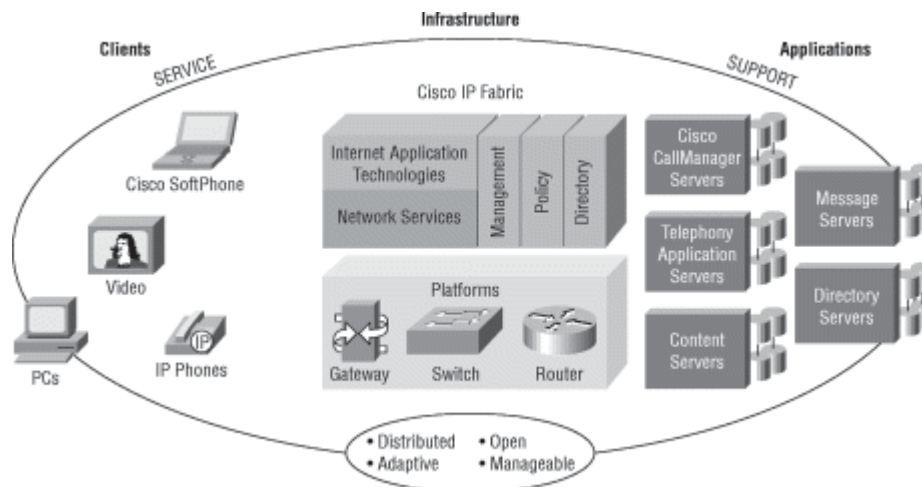 Infrastructure
Clients
Applications
SERVICE
SUPPORT
Cisco IP Fabric
Cisco SoftPhone
Internet Application
Technologies
Network Services
Management
Policy
Directory
Cisco
CallManager
Servers
Message
Servers
Video
Telephony
Application
Servers
Platforms
Directory
Servers
PCs
IP
IP Phones
Gateway
Switch
Router
Content
Servers
• Distributed
• Open
• Adaptive
• Manageable